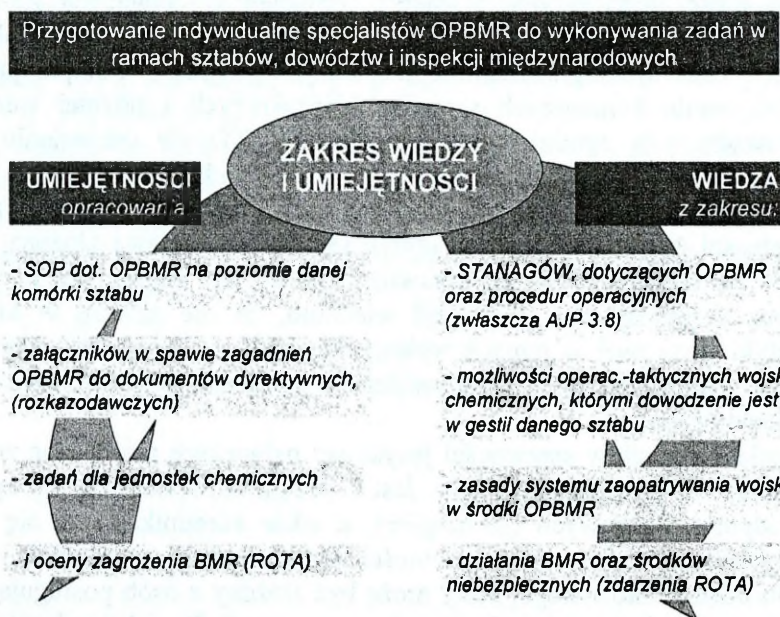 Przygotowanie indywidualne specjalistów OPBMR do wykonywania zadań w
ramach sztabów, dowództw i inspekcji międzynarodowych
ZAKRES WIEDZY
I UMIEJĘTNOŚCI
UMIEJĘTNOŚCI
opracowania
- SOP dot. OPBMR na poziomie danej
komórki sztabu
- załączników w spawie zagadnień
OPBMR do dokumentów dyrektywnych,
(rozkazodawczych)
- zadań dla jednostek chemicznych
- i oceny zagrożenia BMR (ROTA)
WIEDZA
z zakresu:
- STANAGÓW, dotyczących OPBMR
oraz procedur operacyjnych
(zwłaszcza AJP 3.8)
- możliwości operac.-taktycznych wojsk
chemicznych, którymi dowodzenie jest
w gestii danego sztabu
- zasady systemu zaopatrywania wojsk
w środki OPBMR
- działania BMR oraz środków
niebezpiecznych (zdarzenia ROTA)